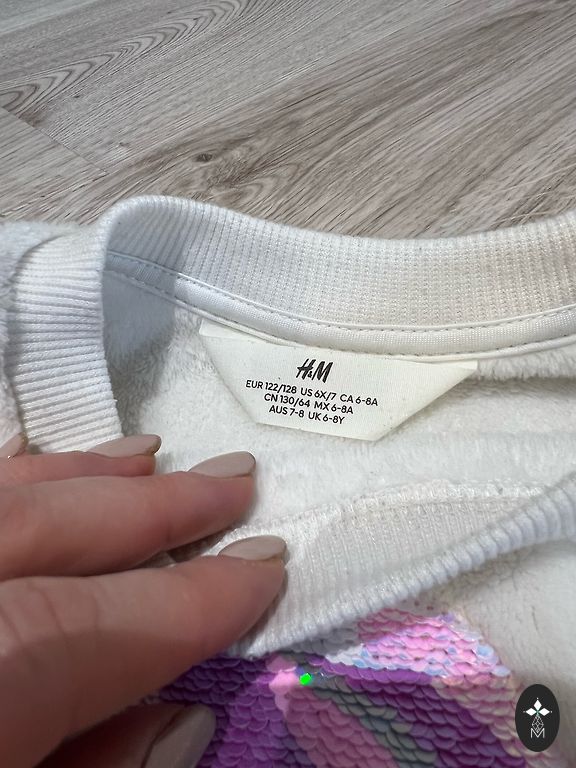 H&M
EUR 122/128 US 6X/7 CA 6-8A
CN 130/64 MX 6-8A
AUS 7-8 UK 6-8Y
M